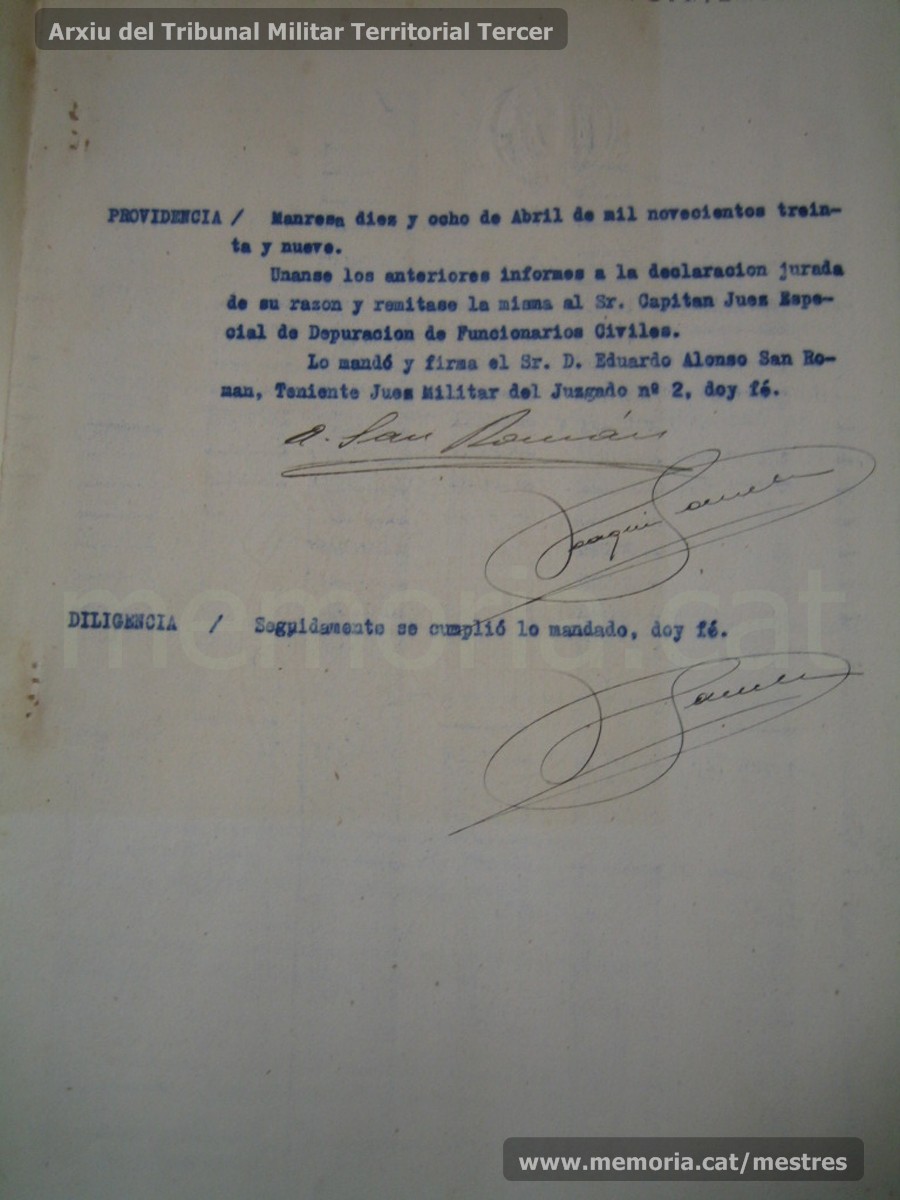 Arxiu del Tribunal Militar Territorial Tercer
PROVIDENCIA / Manresa dies y ocho de Abril de mil novecientos trein-
ta y nueve.
Unanse los anteriores informes a la declaracion jurada
de su razon y remitase la misma al Sr. Capitan Jues Espe-
cial de Depuracion de Funcionarios Civiles.
Lo mandó y firma el Sr. D. Eduardo Alonso San Ro-
man, Teniente Jues Militar del Juzgado nº 2, doy fé.
a. San Román
Joaquin
memoria.cat
DILIGENCIA / Seguidamente se cumplió lo mandado, doy fé.
www.memoria.cat/mestres